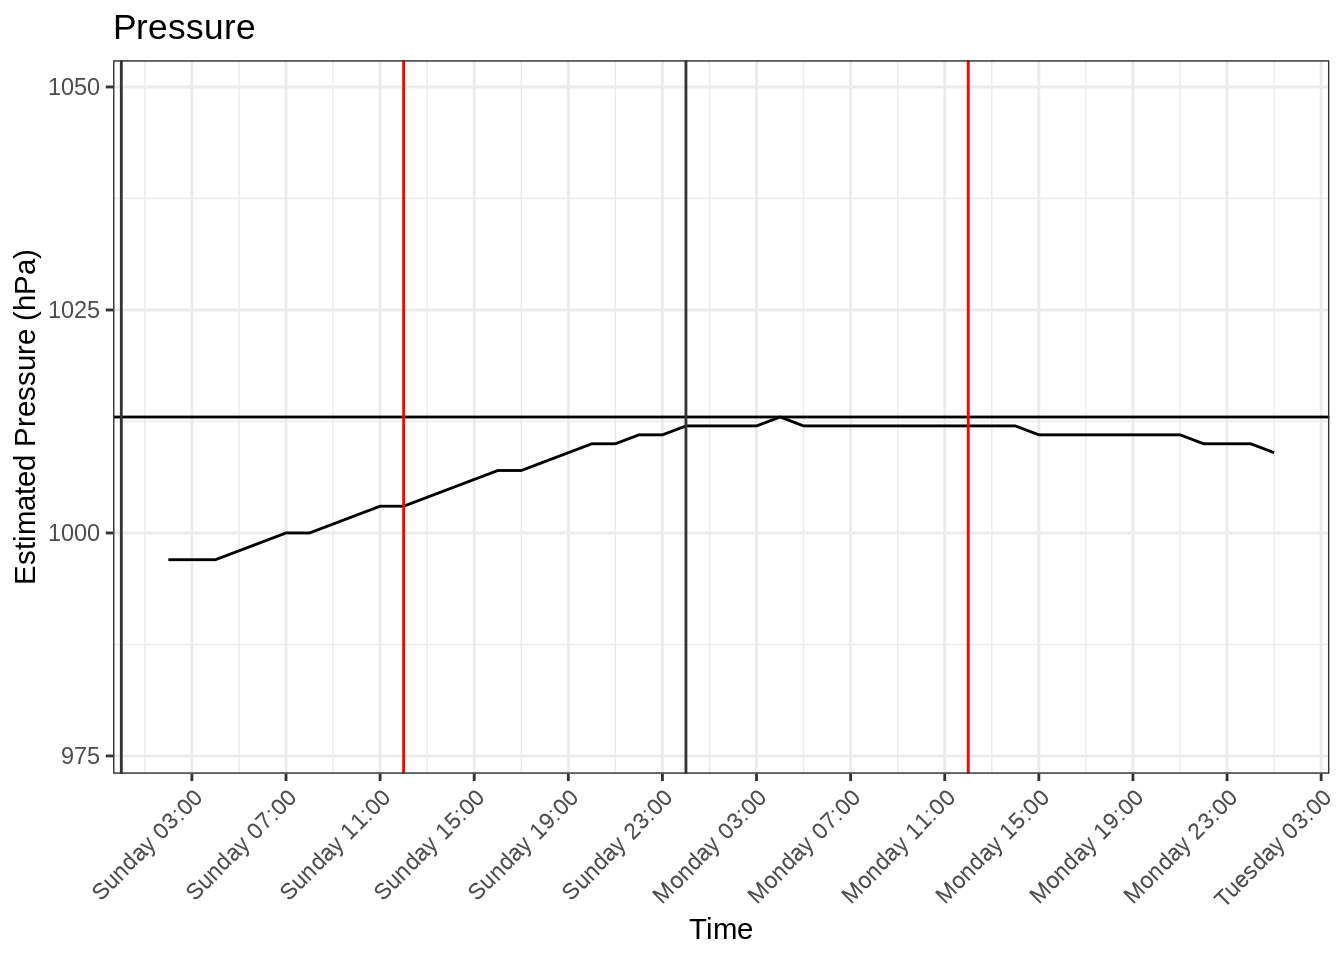 Pressure
Estimated Pressure (hPa)
1050
1025
1000
975
Sunday 03:00
Sunday 07:00
Sunday 11:00
Sunday 15:00
Sunday 19:00
Sunday 23:00
Monday 03:00
Monday 07:00
Monday 11:00
Monday 15:00
Monday 19:00
Monday 23:00
Tuesday 03:00
Time